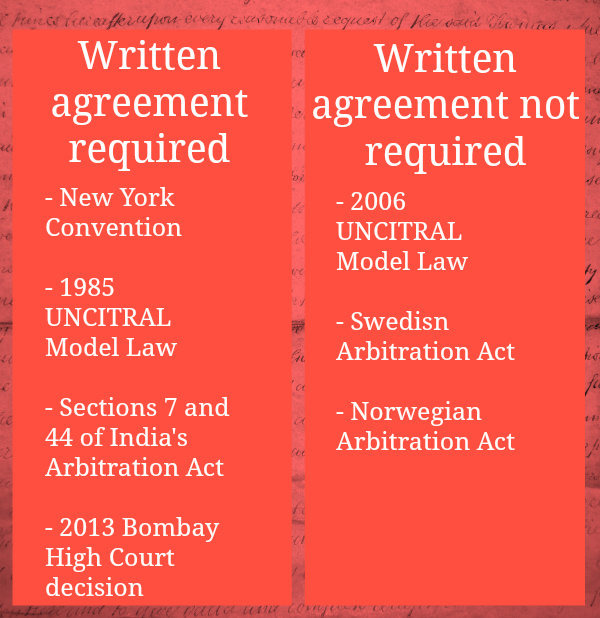 Written
agreement
required
- New York
Convention
- 1985
UNCITRAL
Model Law
- Sections 7 and
44 of India's
Arbitration Act
- 2013 Bombay
High Court
decision
Written
agreement not
required
- 2006
UNCITRAL
Model Law
- Swedisn
Arbitration Act
- Norwegian
Arbitration Act